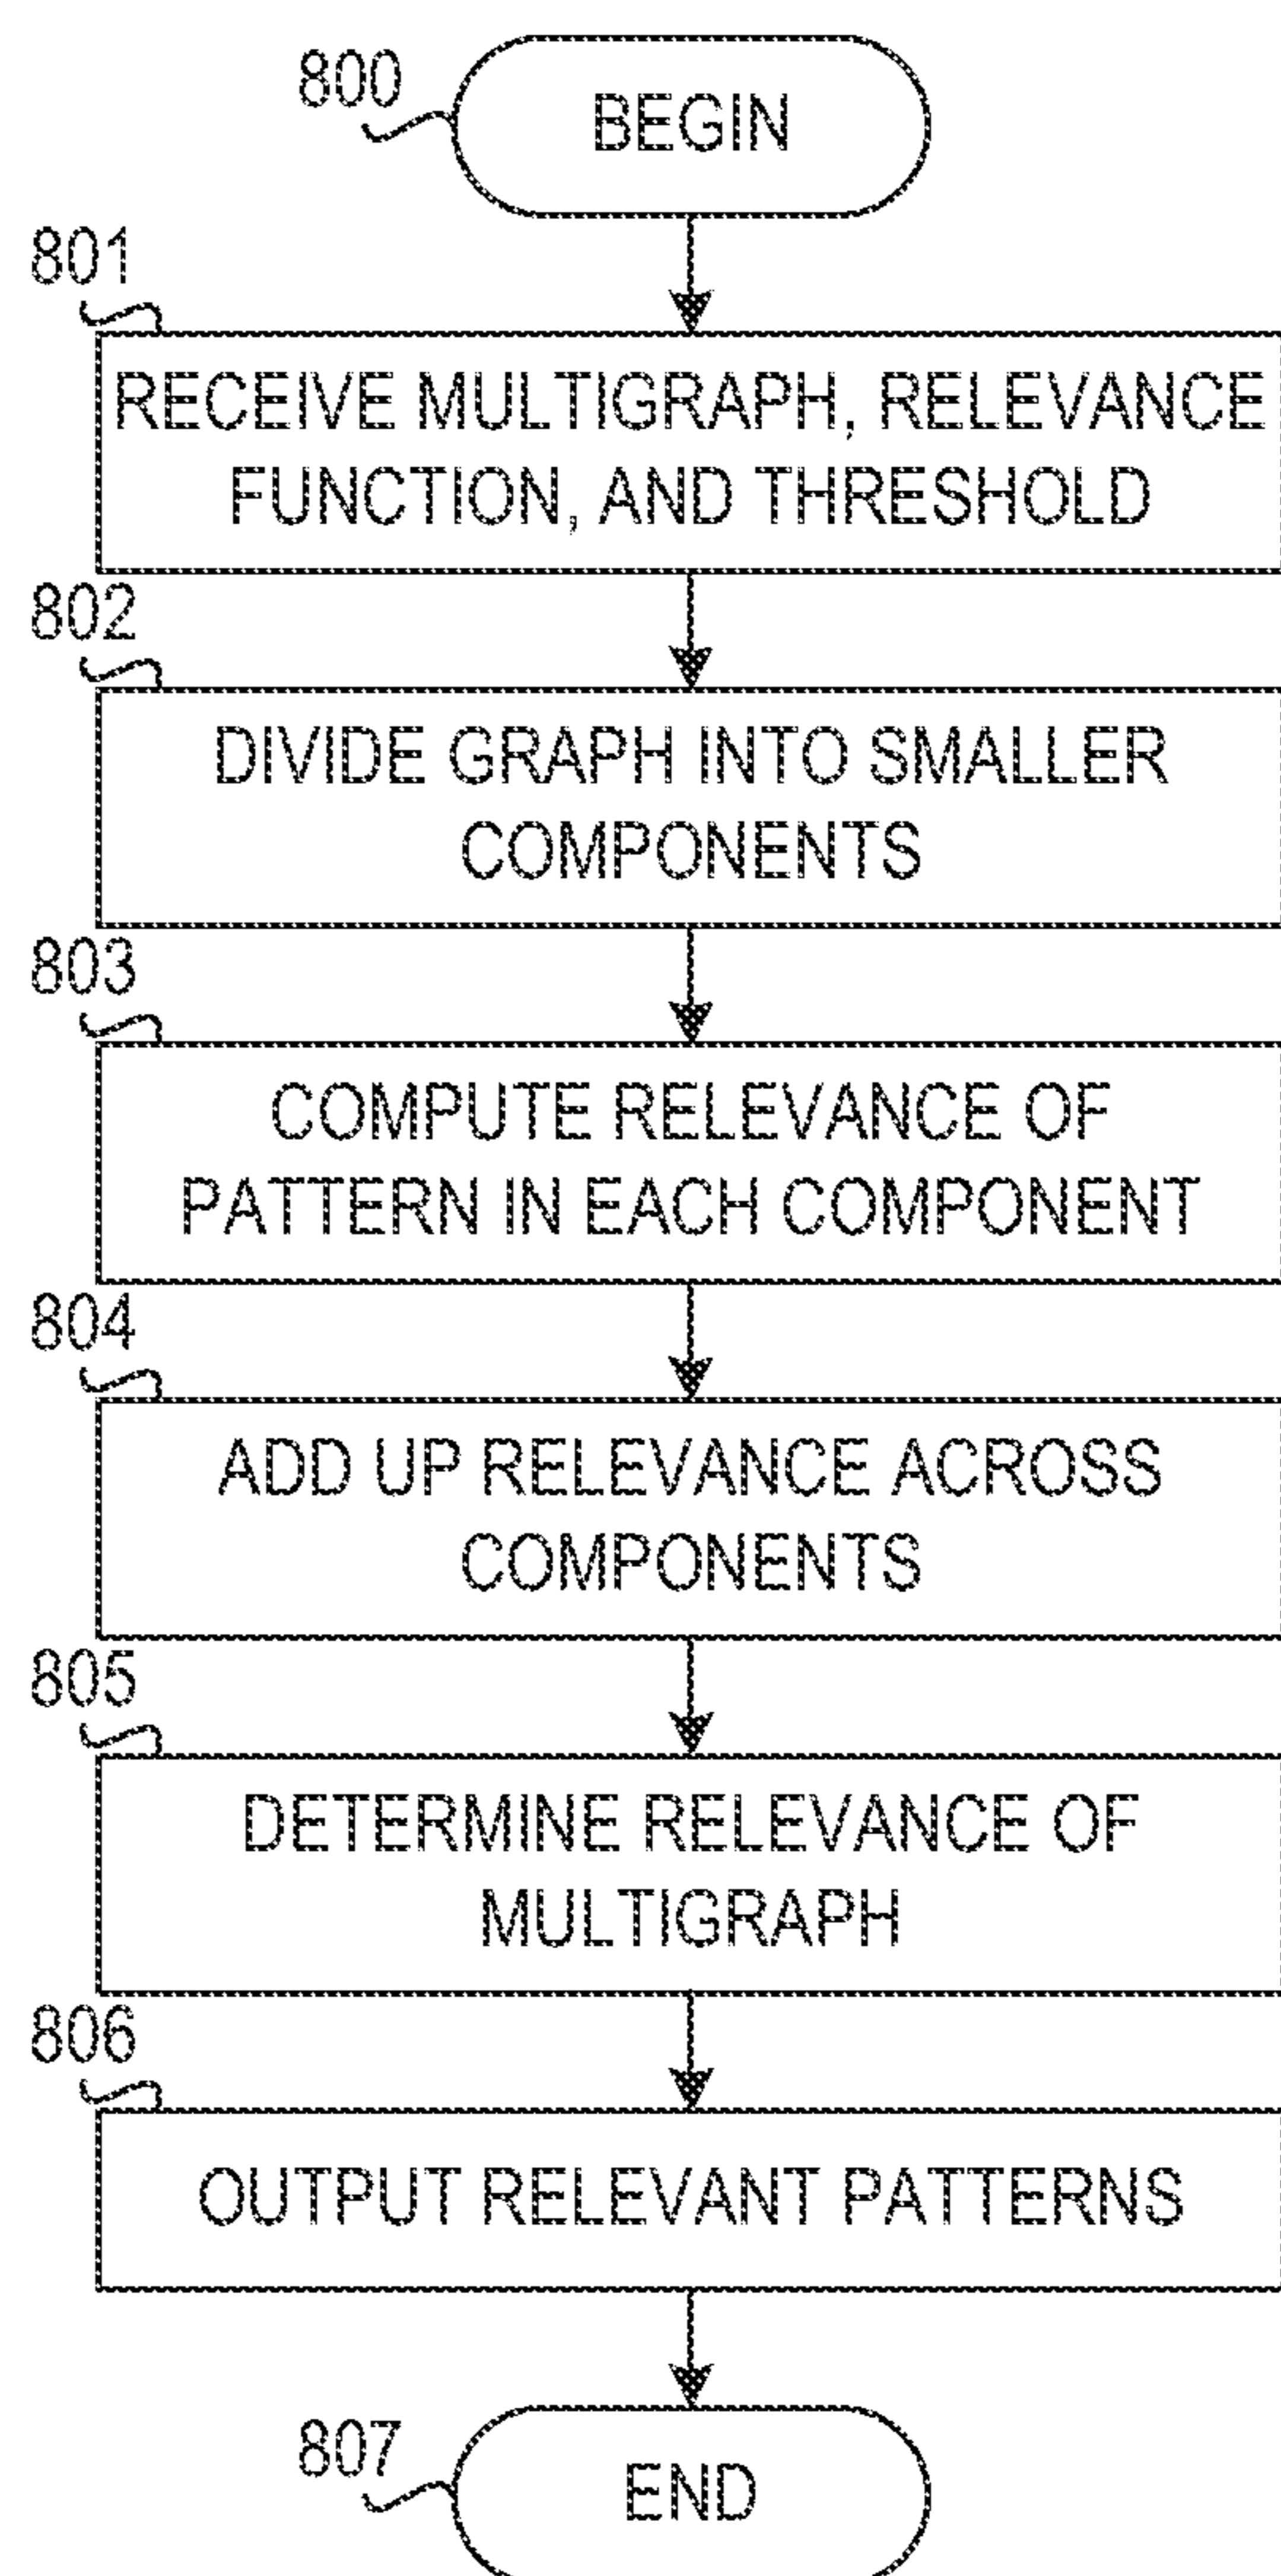 800
BEGIN
801
RECEIVE MULTIGRAPH, RELEVANCE
FUNCTION, AND THRESHOLD
802
DIVIDE GRAPH INTO SMALLER
COMPONENTS
803
COMPUTE RELEVANCE OF
PATTERN IN EACH COMPONENT
804
ADD UP RELEVANCE ACROSS
COMPONENTS
805
DETERMINE RELEVANCE OF
MULTIGRAPH
806
OUTPUT RELEVANT PATTERNS
807
END